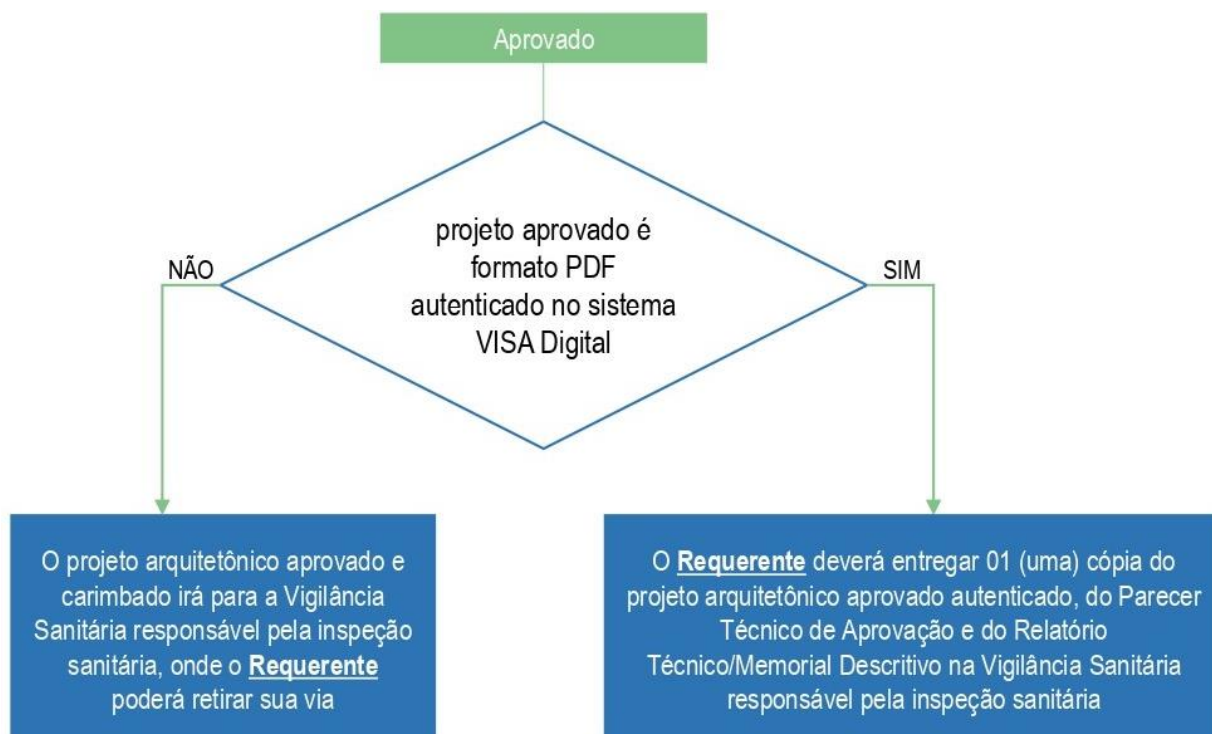 Aprovado
projeto aprovado é
formato PDF
autenticado no sistema
VISA Digital
NÃO
SIM
O projeto arquitetônico aprovado e
carimbado irá para a Vigilância
Sanitária responsável pela inspeção
sanitária, onde o Requerente
poderá retirar sua via
O Requerente deverá entregar 01 (uma) cópia do
projeto arquitetônico aprovado autenticado, do Parecer
Técnico de Aprovação e do Relatório
Técnico/Memorial Descritivo na Vigilância Sanitária
responsável pela inspeção sanitária